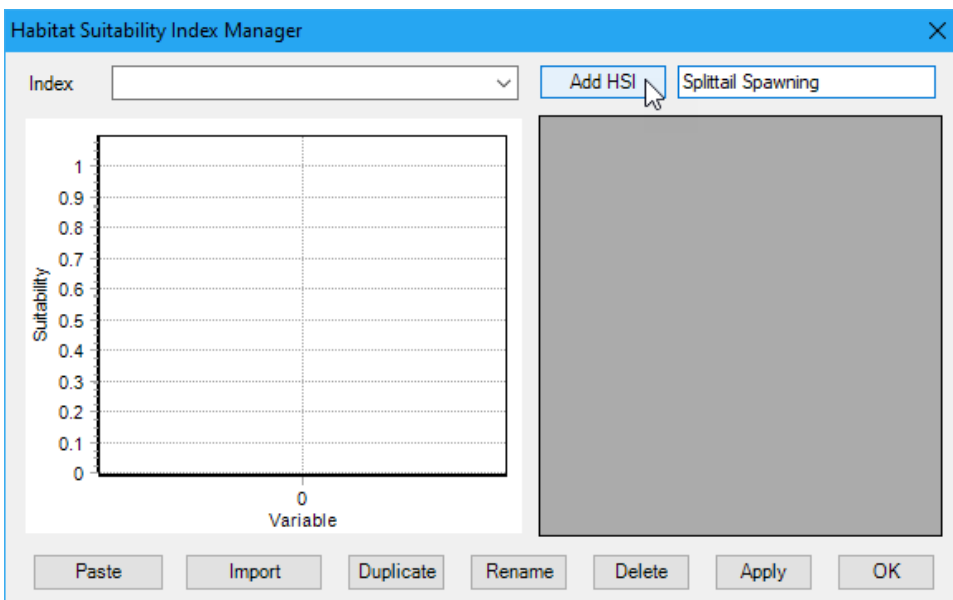 Habitat Suitability Index Manager
Index
Add HSI
Splittail Spawning
1
0.9
0.8
0.7
0.6
0.5
0.4
0.3
0.2
0.1
0
Suitability
0
Variable
Paste
Import
Duplicate
Rename
Delete
Apply
OK